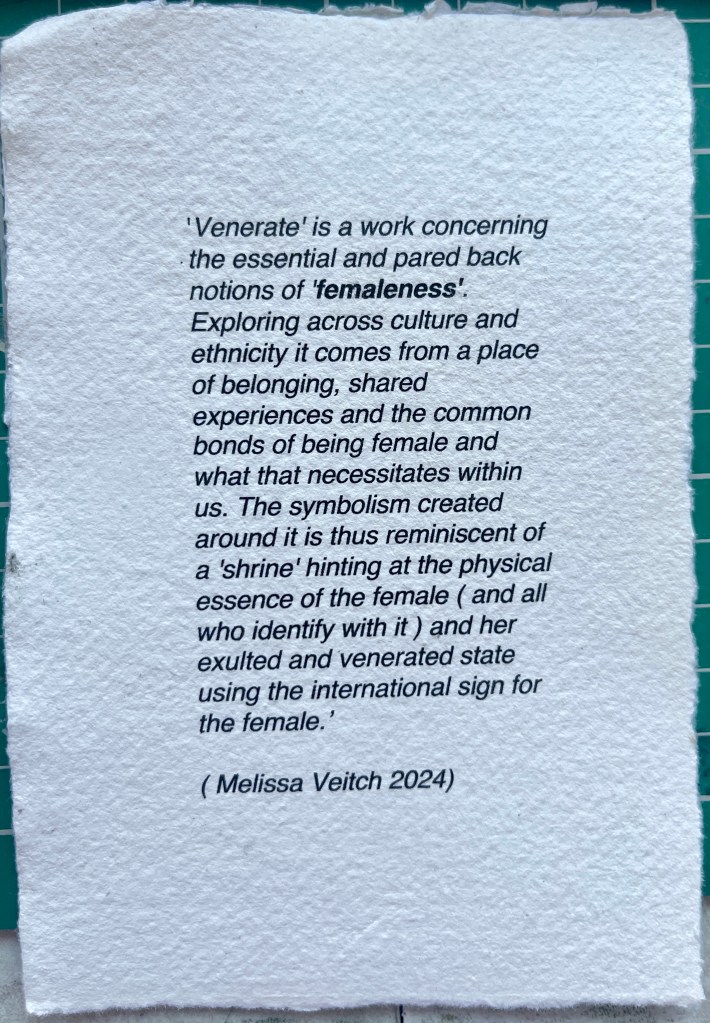 'Venerate' is a work concerning
the essential and pared back
notions of 'femaleness'.
Exploring across culture and
ethnicity it comes from a place
of belonging, shared
experiences and the common
bonds of being female and
what that necessitates within
us. The symbolism created
around it is thus reminiscent of
a 'shrine' hinting at the physical
essence of the female ( and all
who identify with it ) and her
exulted and venerated state
using the international sign for
the female.’
( Melissa Veitch 2024)